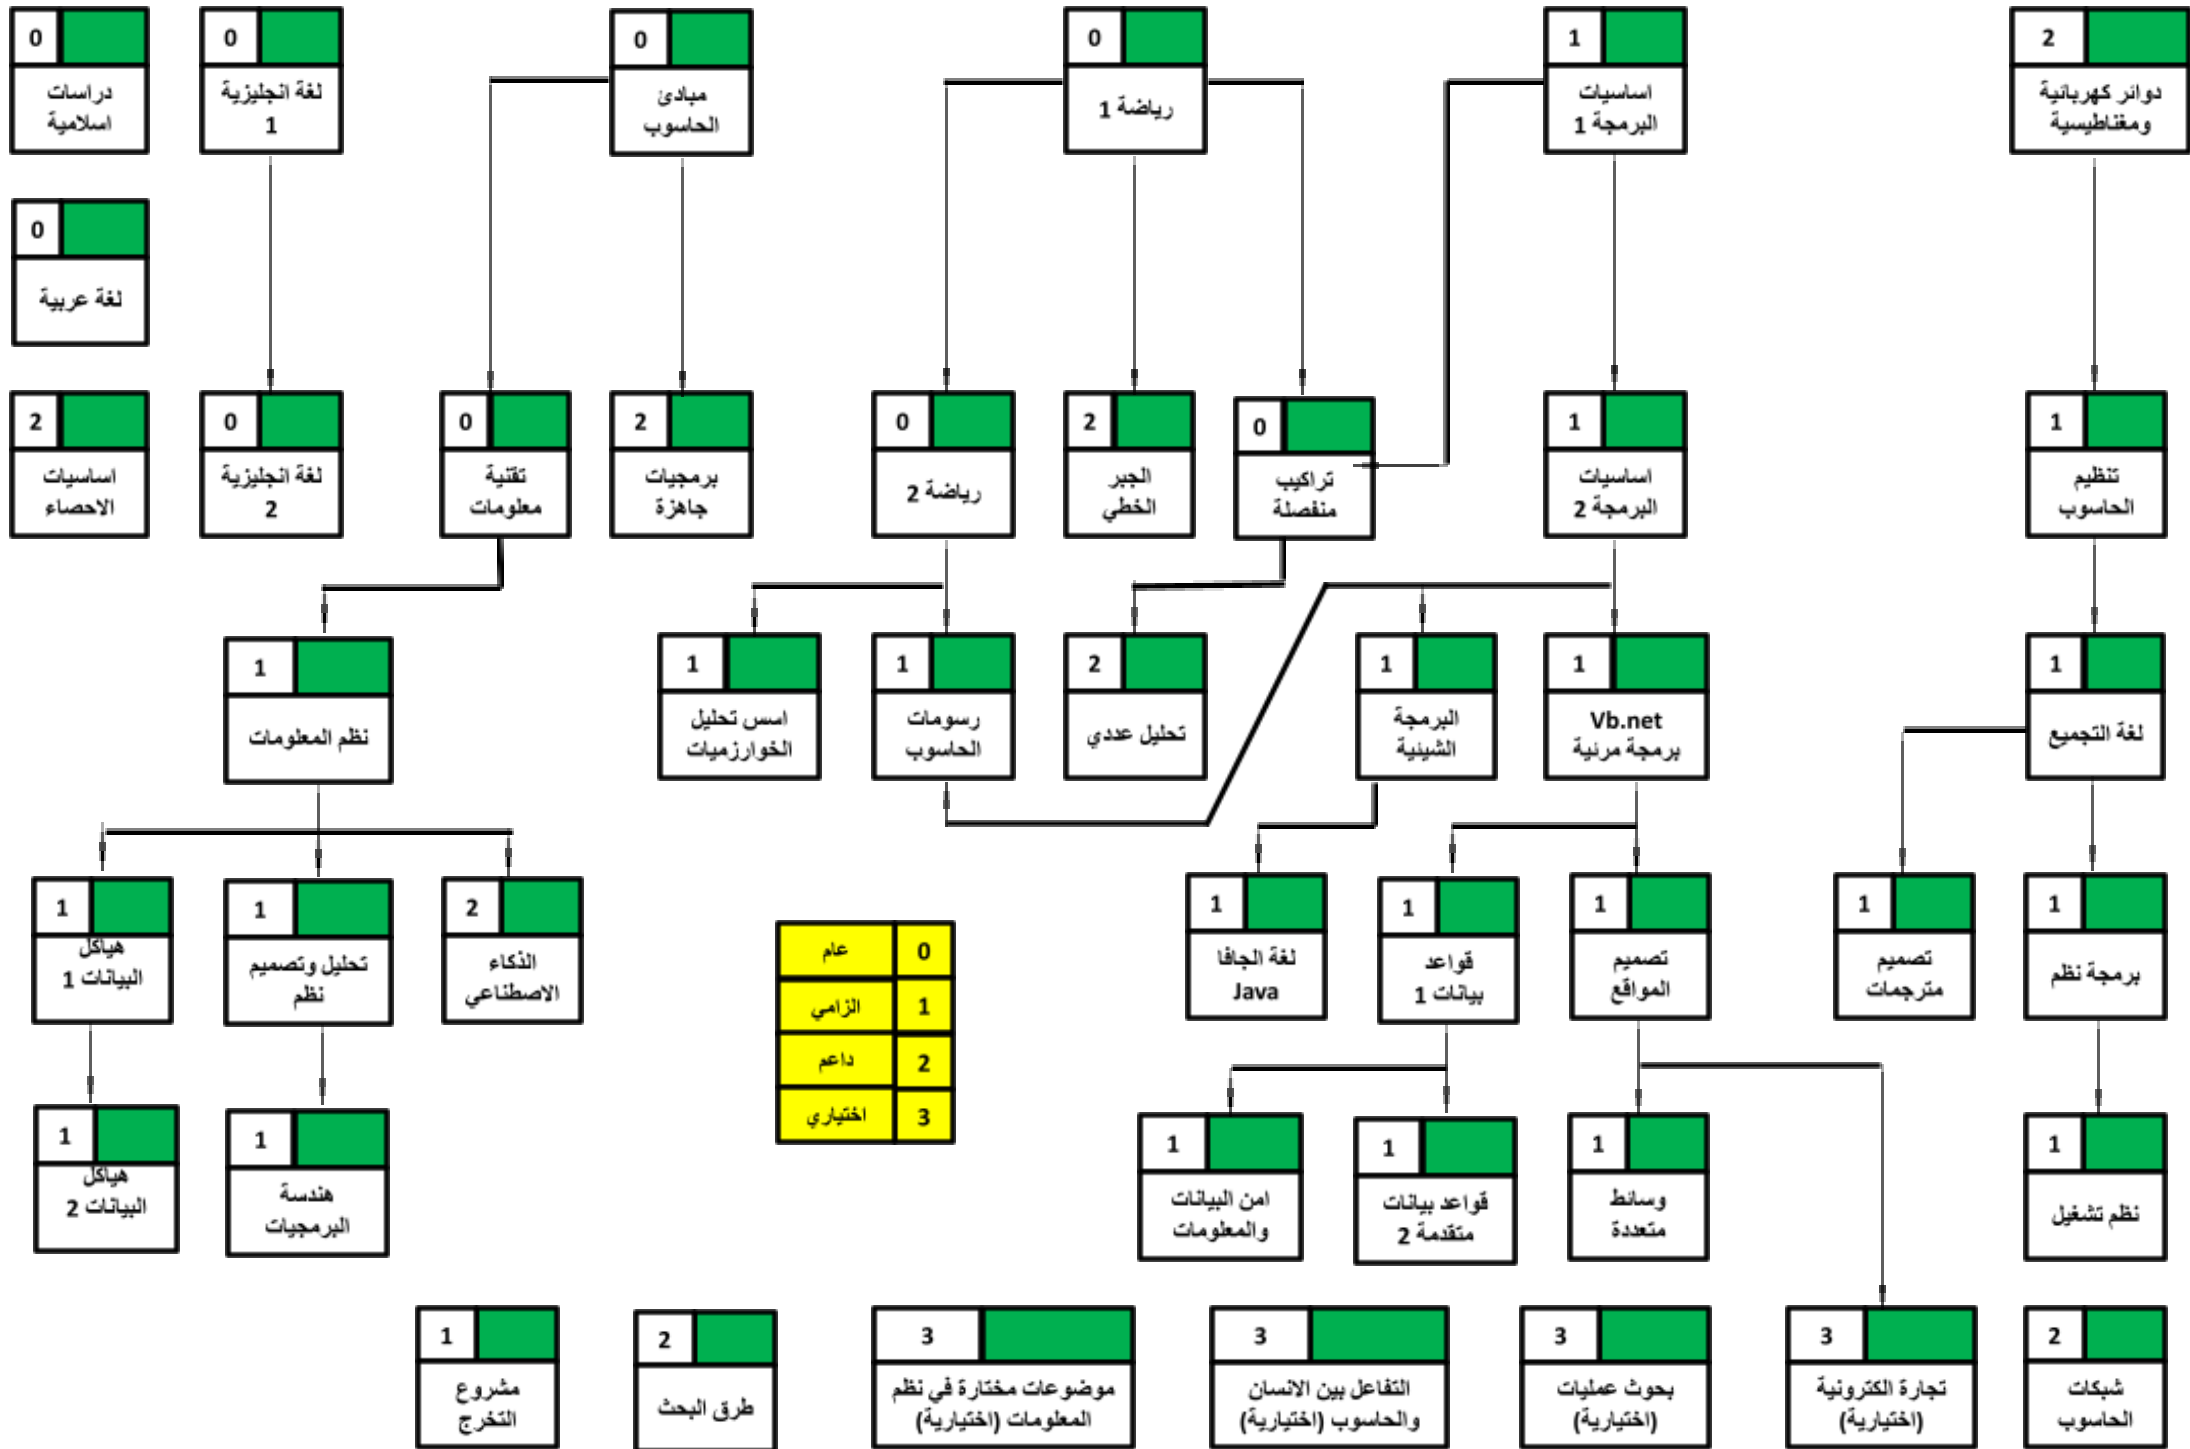 0
دراسات
اسلامية
0
لغة انجليزية
1
0
مبادئ
الحاسوب
0
رياضة 1
1
اساسيات
البرمجة 1
2
دوائر كهربائية
ومغناطيسية
0
لغة عربية
2
اساسيات
الاحصاء
0
لغة انجليزية
2
0
تقنية
معلومات
2
برمجيات
جاهزة
0
رياضة 2
2
الجبر
الخطي
0
تراكيب
منفصلة
1
اساسيات
البرمجة 2
1
تنظيم
الحاسوب
1
نظم المعلومات
1
اسس تحليل
الخوارزميات
1
رسومات
الحاسوب
2
تحليل عددي
1
البرمجة
الشيئية
1
Vb.net
برمجة مرئية
1
لغة التجميع
1
هياكل
البيانات 1
1
تحليل وتصميم
نظم
2
الذكاء
الاصطناعي
عام 0
الزامي 1
داعم 2
اختياري 3
1
لغة الجافا
Java
1
قواعد
بيانات 1
1
تصميم
المواقع
1
تصميم
مترجمات
1
برمجة نظم
1
هياكل
البيانات 2
1
هندسة
البرمجيات
1
امن البيانات
والمعلومات
1
قواعد بيانات
متقدمة 2
1
وسائط
متعددة
1
نظم تشغيل
1
مشروع
التخرج
2
طرق البحث
3
موضوعات مختارة في نظم
المعلومات (اختيارية)
3
التفاعل بين الانسان
والحاسوب (اختيارية)
3
بحوث عمليات
(اختيارية)
3
تجارة الكترونية
(اختيارية)
2
شبكات
الحاسوب